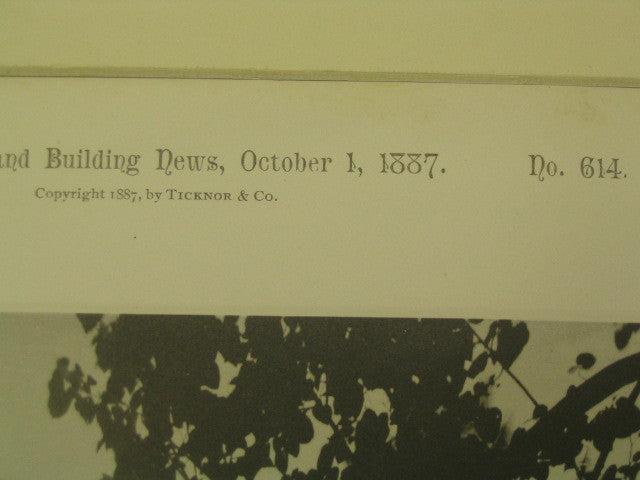 and Building News, October 1, 1887. No. 614.
Copyright 1887, by TICKNOR & CO.